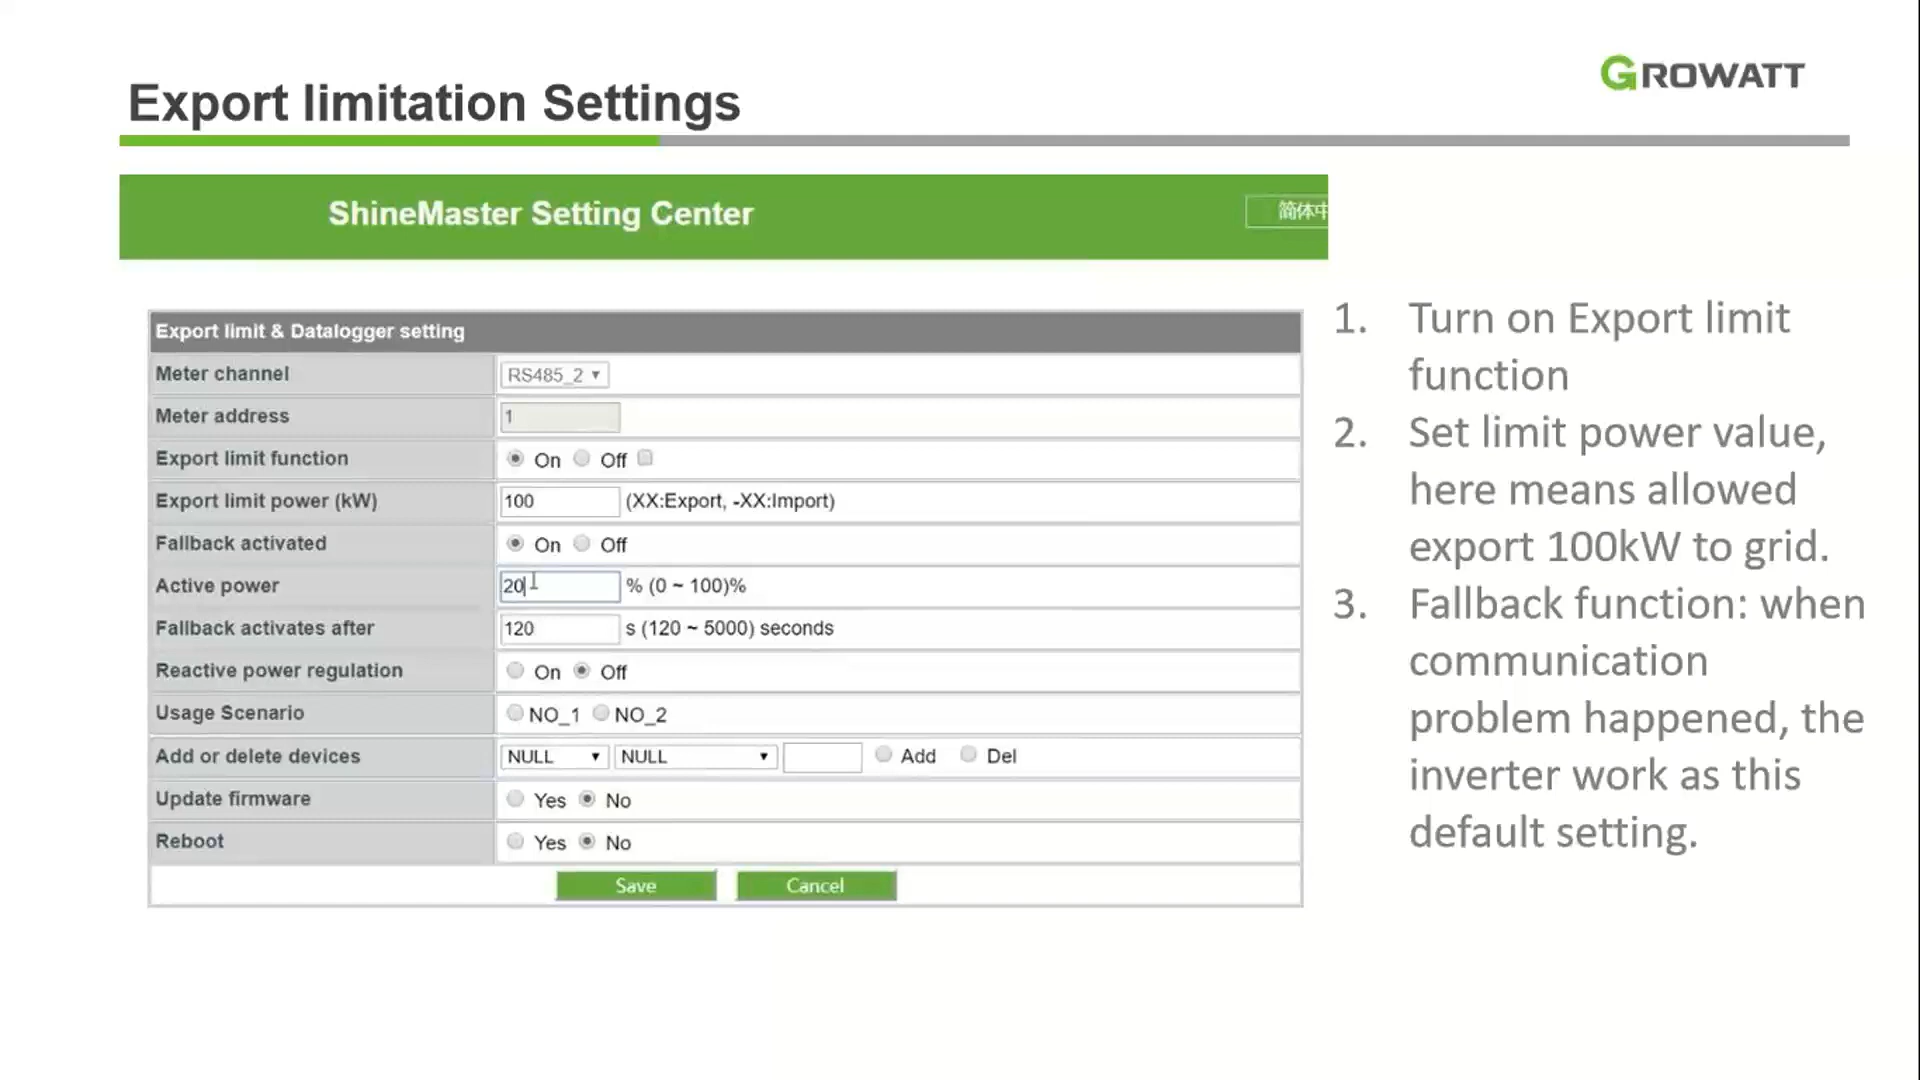 GROWATT
Export limitation Settings
ShineMaster Setting Center
简体中
Export limit & Datalogger setting
Meter channel RS485_2
Meter address 1
Export limit function On Off
Export limit power (kW) 100 (XX:Export, -XX:Import)
Fallback activated On Off
Active power 20 % (0 ~ 100)%
Fallback activates after 120 s (120 ~ 5000) seconds
Reactive power regulation On Off
Usage Scenario NO_1 NO_2
Add or delete devices NULL NULL Add Del
Update firmware Yes No
Reboot Yes No
Save Cancel
1. Turn on Export limit
function
2. Set limit power value,
here means allowed
export 100kW to grid.
3. Fallback function: when
communication
problem happened, the
inverter work as this
default setting.